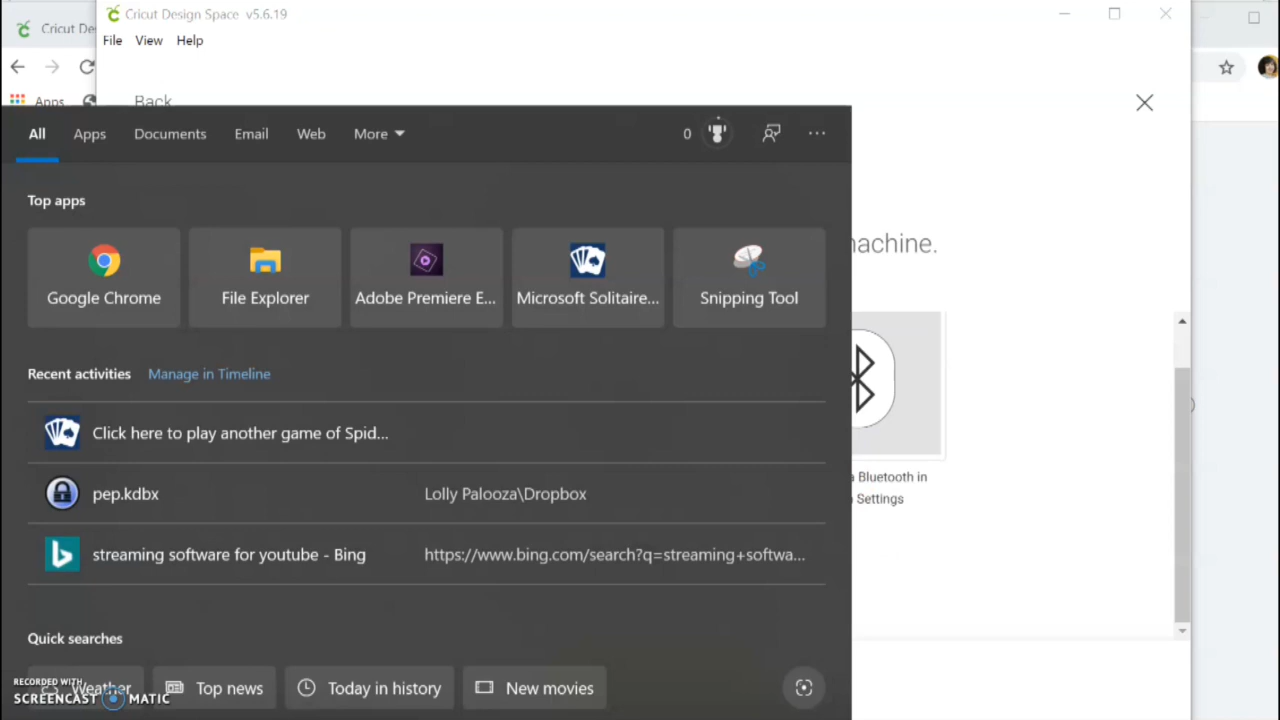 Cricut Design Space v5.6.19
Cricut De
File View Help
Apps
Back
All Apps Documents Email Web More 0
Top apps
achine.
Google Chrome File Explorer Adobe Premiere E... Microsoft Solitaire... Snipping Tool
Recent activities Manage in Timeline
Click here to play another game of Spid...
a Bluetooth in
Settings
pep.kdbx Lolly Palooza\Dropbox
streaming software for youtube - Bing https://www.bing.com/search?q=streaming+softwa...
Quick searches
Weather Top news Today in history New movies
RECORDED WITH
SCREENCAST MATIC